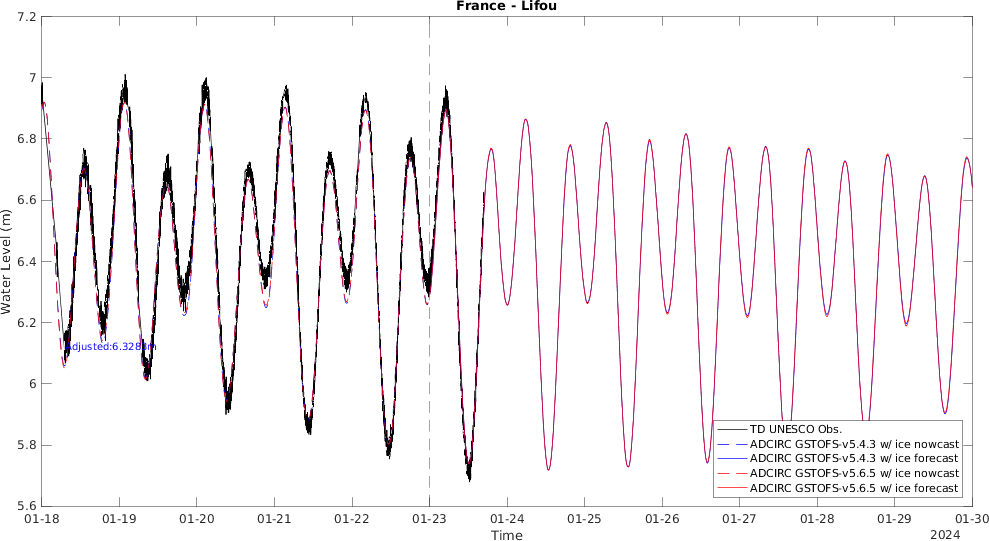 France - Lifou
7.2
7
6.8
6.6
6.4
6.2
6
5.8
5.6
Water Level (m)
Adjusted:6.3283m
TD UNESCO Obs.
ADCIRC GSTOFS-v5.4.3 w/ ice nowcast
ADCIRC GSTOFS-v5.4.3 w/ ice forecast
ADCIRC GSTOFS-v5.6.5 w/ ice nowcast
ADCIRC GSTOFS-v5.6.5 w/ ice forecast
01-18 01-19 01-20 01-21 01-22 01-23 01-24 01-25 01-26 01-27 01-28 01-29 01-30
Time
2024